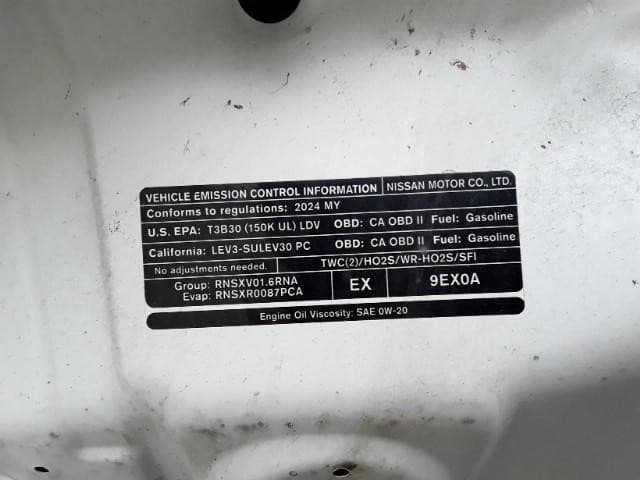 VEHICLE EMISSION CONTROL INFORMATION NISSAN MOTOR CO., LTD.
Conforms to regulations: 2024 MY
U.S. EPA: T3B30 (150K UL) LDV OBD: CA OBD II Fuel: Gasoline
California: LEV3-SULEV30 PC OBD: CA OBD II Fuel: Gasoline
No adjustments needed. TWC(2)/HO2S/WR-HO2S/SFI
Group: RNSXV01.6RNA EX 9EX0A
Evap: RNSXR0087PCA
Engine Oil Viscosity: SAE 0W-20